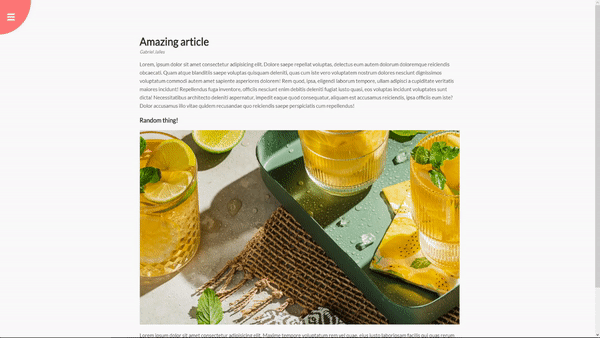 Amazing article
Gabriel Jelke
Lorem, ipsum dolor sit amet consectetur adipisicing elit. Dolore saepe repellat voluptas, delectus eum autem dolorum doloremque reiciendis
obcaecati. Quam atque blanditiis saepe voluptas quisquam deleniti, quas cum iste vero voluptatem nostrum dolores nesciunt dignissimos
voluptatum commodi autem amet sapiente asperiores dolorem! Rem quod, ipsa, eligendi laborum tempore, ullam adipisci a cupiditate veritatis
maiores incidunt! Repellendus fuga inventore, officiis nesciunt enim debitis deleniti fugiat iusto quasi, eos voluptas incidunt voluptates sunt
dicta! Necessitatibus architecto deleniti aspernatur, impedit eaque quod consequatur, aliquam est accusamus reiciendis, ipsa officiis eum iste?
Dolor accusamus illo vitae quidem recusandae quo reiciendis saepe perspiciatis cum repellendus!
Random thing!
Lorem ipsum dolor sit amet consectetur adipisicing elit. Maxime voluptatum rem vel quae, eius iusto laboriosam facilis qui quas rerum